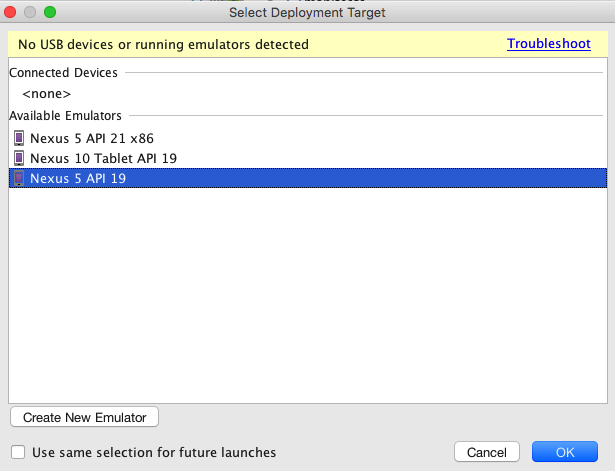 Select Deployment Target
No USB devices or running emulators detected Troubleshoot
Connected Devices
<none>
Available Emulators
Nexus 5 API 21 x86
Nexus 10 Tablet API 19
Nexus 5 API 19
Create New Emulator
Use same selection for future launches Cancel OK